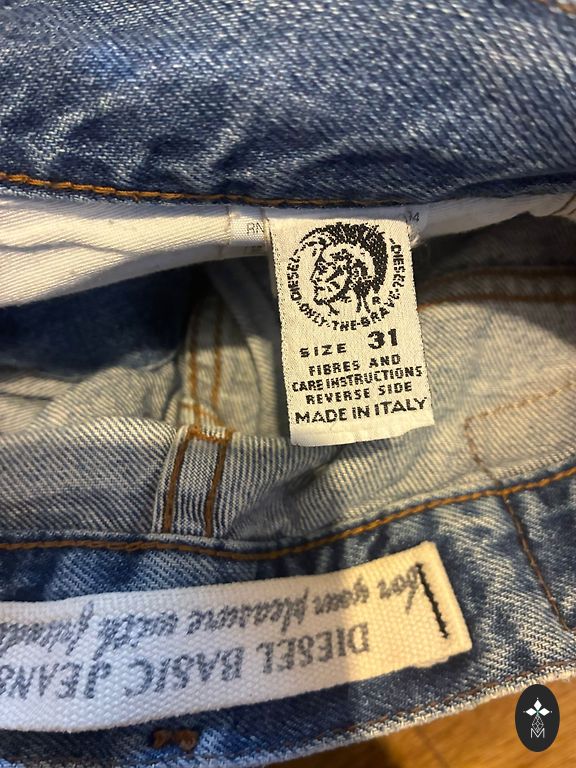 RN
DIESEL
ONLY-THE-BRAVE
DIESEL
R
SIZE 31
FIBRES AND
CARE INSTRUCTIONS
REVERSE SIDE
MADE IN ITALY
DIESEL BASIC JEANS
for your pleasure with